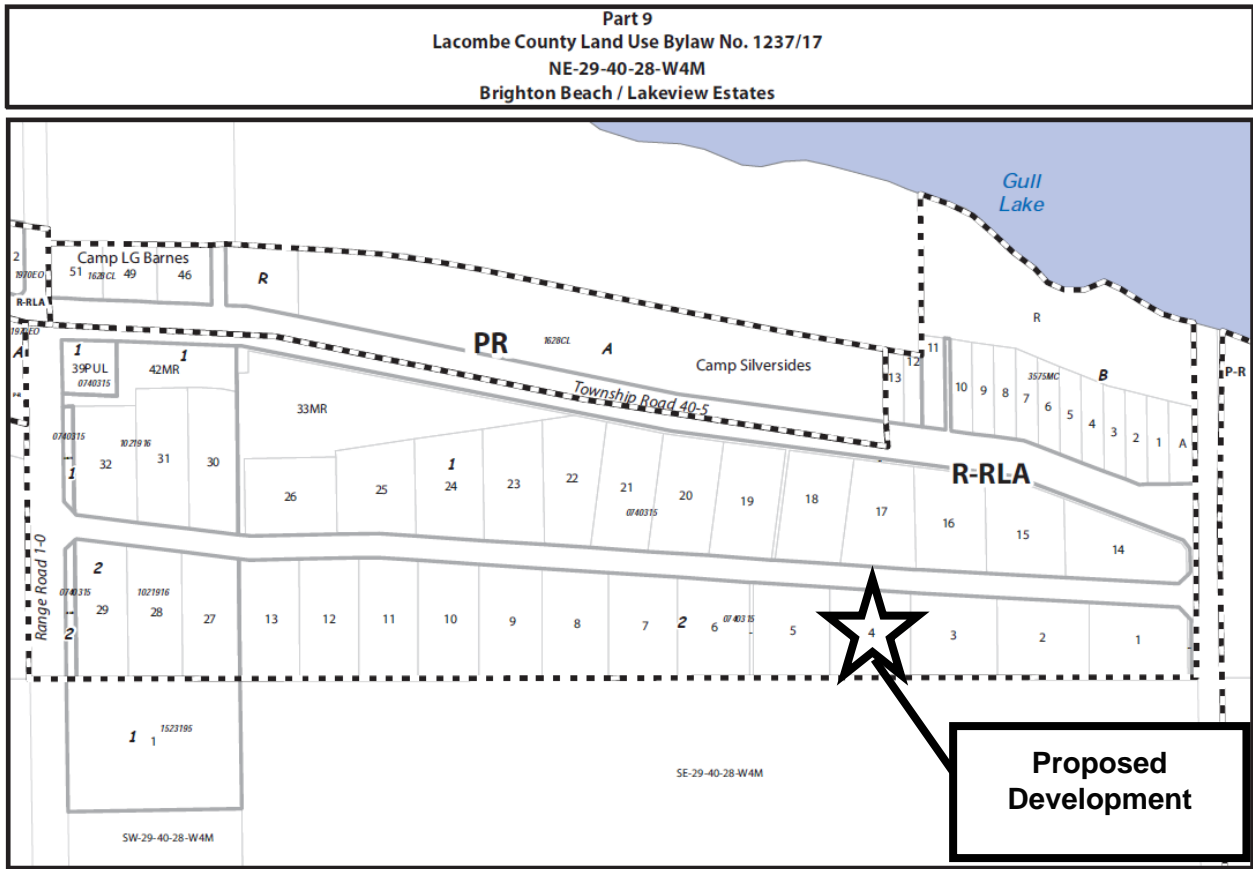 Part 9
Lacombe County Land Use Bylaw No. 1237/17
NE-29-40-28-W4M
Brighton Beach / Lakeview Estates
Gull
Lake
Camp LG Barnes
2
51
1628CL
49
46
R
1970EO
R-RLA
PR
1628CL
A
Camp Silversides
Township Road 40-5
13
12
11
R
3575MC
B
10
9
8
7
6
5
4
3
2
1
A
P-R
A
1
39PUL
0740315
1
42MR
33MR
R-RLA
0740315
1
32
1021916
31
30
26
25
1
24
23
22
21
0740315
20
19
18
17
16
15
14
Range Road 1-0
0740315
2
2
29
1021916
28
27
13
12
11
10
9
8
7
2
6
0740315
5
4
3
2
1
1
1
1523195
SE-29-40-28-W4M
SW-29-40-28-W4M
Proposed
Development